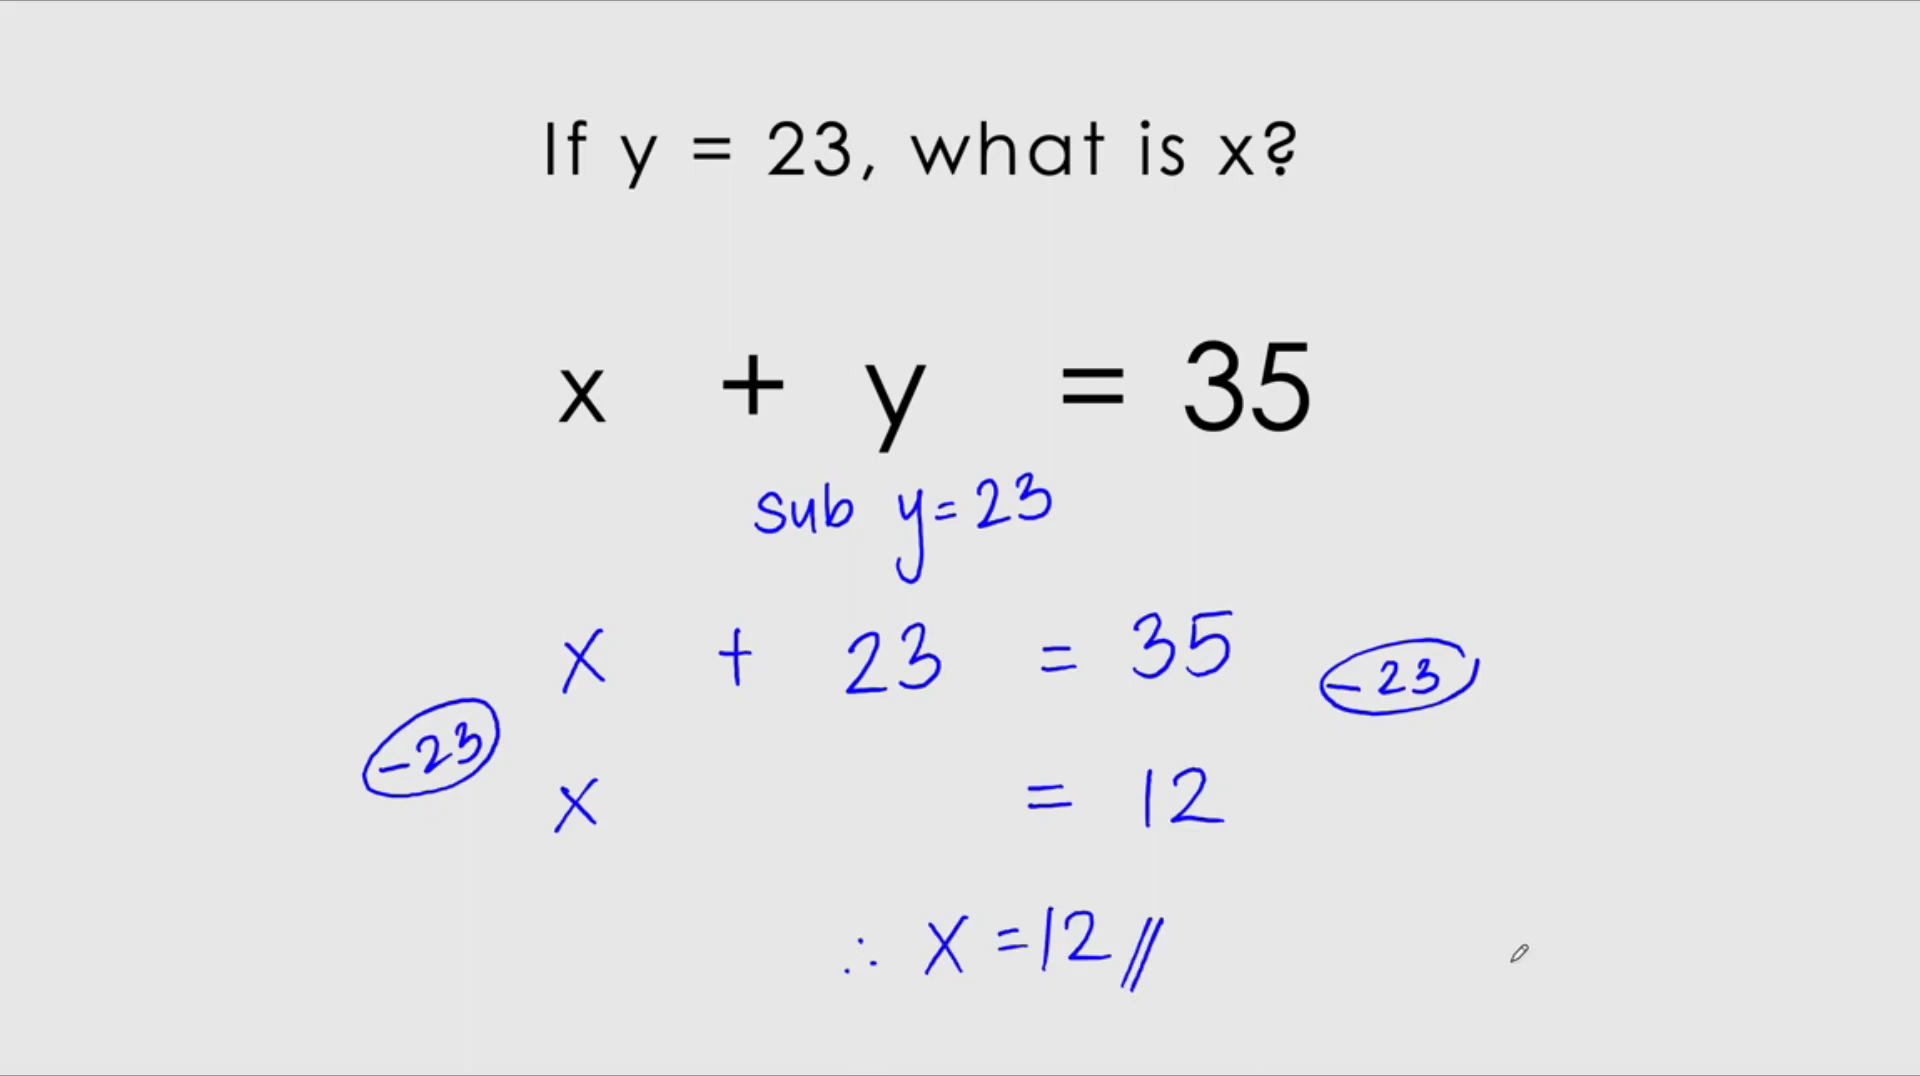 If y = 23, what is x?
x + y = 35
sub y = 23
x + 23 = 35 -23
-23
x = 12
∴ x = 12 //